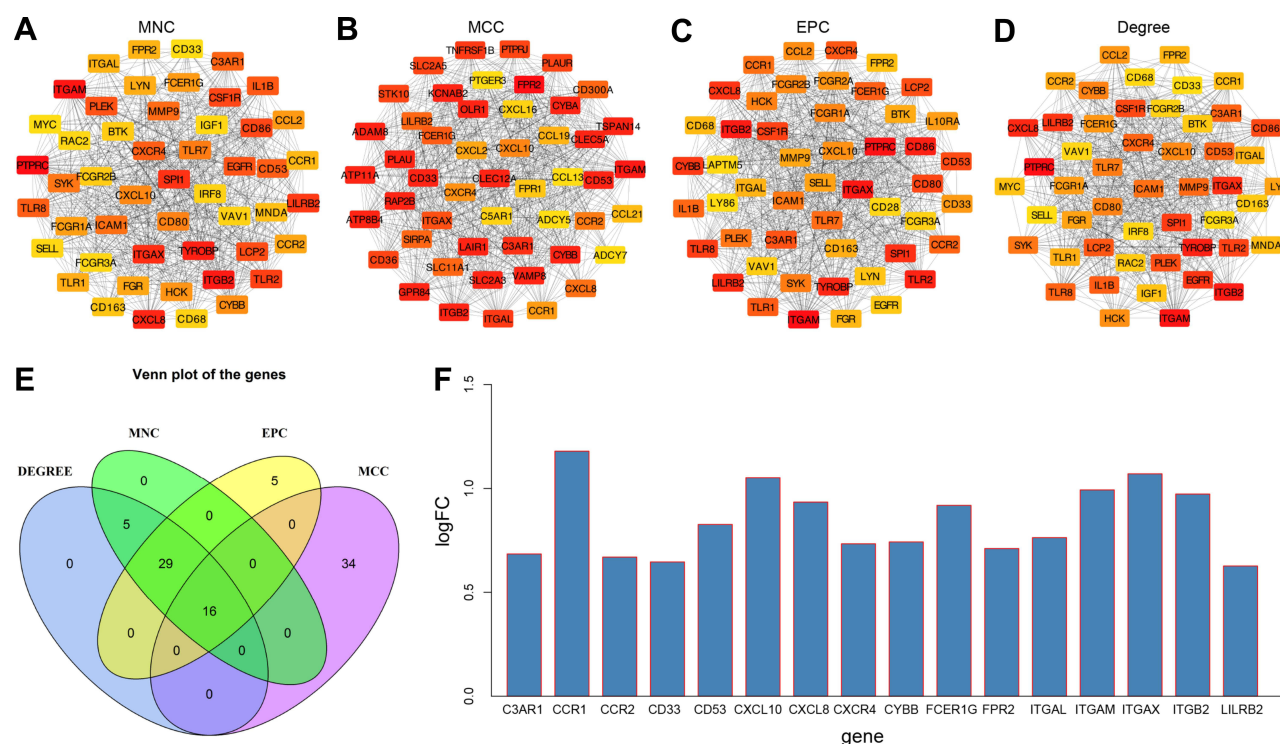 A
MNC
FPR2
CD33
ITGAL
C3AR1
LYN
FCER1G
IL1B
ITGAM
CSF1R
PLEK
MMP9
CCL2
MYC
IGF1
CD86
BTK
RAC2
CXCR4
TLR7
CCR1
PTPRC
EGFR
CD53
SYK
FCGR2B
SPI1
CXCL10
IRF8
LILRB2
TLR8
FCGR1A
ICAM1
CD80
VAV1
MNDA
SELL
ITGAX
TYROBP
LCP2
CCR2
FCGR3A
TLR1
FGR
HCK
ITGB2
TLR2
CD163
CYBB
CXCL8
CD68
B
MCC
TNFRSF1B
PTPRJ
SLC2A5
PLAUR
PTGER3
FPR2
STK10
KCNAB2
CD300A
OLR1
CXCL16
CYBA
LILRB2
TSPAN14
ADAM8
FCER1G
CCL19
CLEC5A
CXCL2
CXCL10
PLAU
ITGAM
ATP11A
CD33
CLEC12A
CCL13
CD53
CXCR4
FPR1
ATP8B4
RAP2B
ITGAX
C5AR1
ADCY5
CCR2
CCL21
SIRPA
LAIR1
C3AR1
CYBB
ADCY7
CD36
SLC11A1
SLC2A3
VAMP8
CXCL8
GPR84
ITGB2
ITGAL
CCR1
C
EPC
CCL2
CXCR4
CCR1
FPR2
FCGR2B
FCGR2A
FCER1G
LCP2
CXCL8
HCK
FCGR1A
BTK
IL10RA
CD68
ITGB2
CSF1R
PTPRC
CD86
CXCL10
CYBB
LAPTM5
MMP9
CD53
SELL
CD80
ITGAL
ITGAX
LY86
ICAM1
CD28
CD33
IL1B
TLR7
FCGR3A
TLR8
PLEK
C3AR1
CD163
SPI1
CCR2
VAV1
SYK
LYN
TLR2
LILRB2
TYROBP
TLR1
EGFR
ITGAM
FGR
D
Degree
CCL2
FPR2
CCR2
CD68
CD33
CCR1
CYBB
CSF1R
FCGR2B
C3AR1
CXCL8
LILRB2
FCER1G
BTK
CD86
CXCR4
CXCL10
CD53
VAV1
ITGAL
PTPRC
TLR7
MYC
FCGR1A
ICAM1
MMP9
ITGAX
LY
CD80
CD163
SELL
FGR
SPI1
FCGR3A
IRF8
SYK
LCP2
TYROBP
TLR2
MNDA
TLR1
RAC2
PLEK
TLR8
IL1B
IGF1
EGFR
ITGB2
HCK
ITGAM
E
Venn plot of the genes
MNC
EPC
DEGREE
MCC
0
5
5
0
0
0
29
0
34
16
0
0
0
0
0
F
logFC
1.5
1.0
0.5
0.0
C3AR1 CCR1 CCR2 CD33 CD53 CXCL10 CXCL8 CXCR4 CYBB FCER1G FPR2 ITGAL ITGAM ITGAX ITGB2 LILRB2
gene